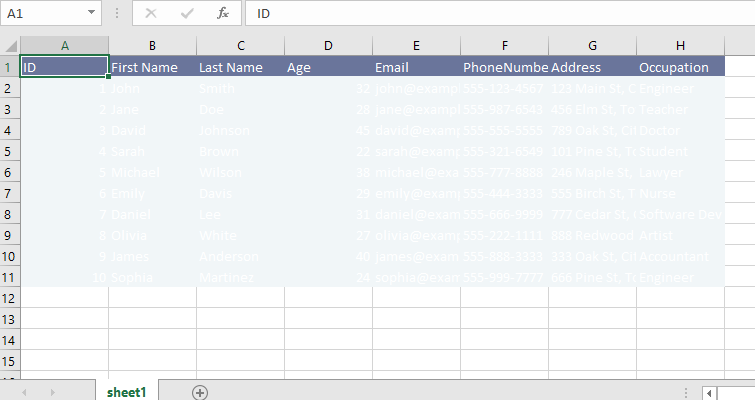 A1 fx ID
A B C D E F G H
1 ID First Name Last Name Age Email PhoneNumbe Address Occupation
2 1 John Smith 32 john@exampl 555-123-4567 123 Main St, C Engineer
3 2 Jane Doe 28 jane@exampl 555-987-6543 456 Elm St, To Teacher
4 3 David Johnson 45 david@exam 555-555-5555 789 Oak St, Cit Doctor
5 4 Sarah Brown 22 sarah@exam 555-321-6549 101 Pine St, To Student
6 5 Michael Wilson 38 michael@exa 555-777-8888 246 Maple St, Lawyer
7 6 Emily Davis 29 emily@examp 555-444-3333 555 Birch St, T Nurse
8 7 Daniel Lee 31 daniel@exam 555-666-9999 777 Cedar St, Software Dev
9 8 Olivia White 27 olivia@examp 555-222-1111 888 Redwood Artist
10 9 James Anderson 40 james@exam 555-888-3333 333 Oak St, Cit Accountant
11 10 Sophia Martinez 24 sophia@exam 555-999-7777 666 Pine St, To Engineer
12
13
14
15
sheet1